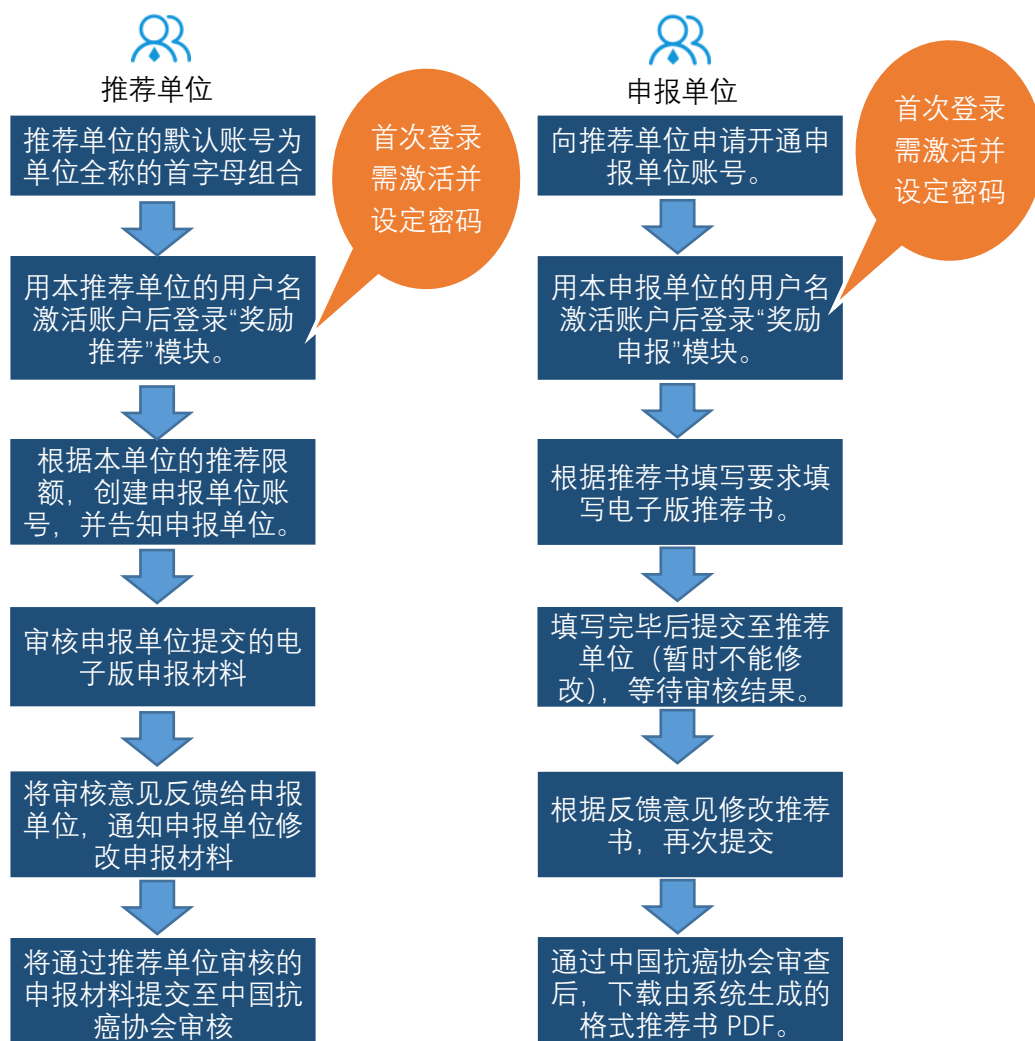 推荐单位
推荐单位的默认账号为
单位全称的首字母组合
首次登录
需激活并
设定密码
用本推荐单位的用户名
激活账户后登录“奖励
推荐”模块。
根据本单位的推荐限
额，创建申报单位账
号，并告知申报单位。
审核申报单位提交的电
子版申报材料
将审核意见反馈给申报
单位，通知申报单位修
改申报材料
将通过推荐单位审核的
申报材料提交至中国抗
癌协会审核
申报单位
向推荐单位申请开通申
报单位账号。
首次登录
需激活并
设定密码
用本申报单位的用户名
激活账户后登录“奖励
申报”模块。
根据推荐书填写要求填
写电子版推荐书。
填写完毕后提交至推荐
单位（暂时不能修
改），等待审核结果。
根据反馈意见修改推荐
书，再次提交
通过中国抗癌协会审查
后，下载由系统生成的
格式推荐书 PDF。